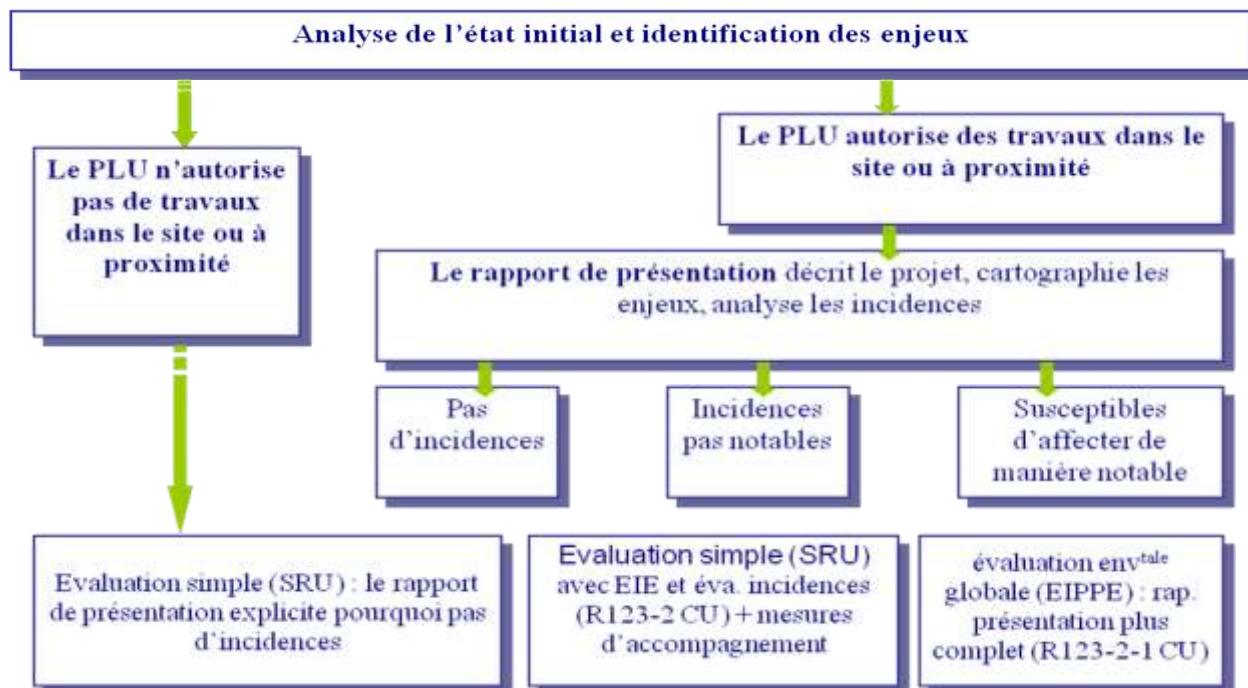 Analyse de l’état initial et identification des enjeux
Le PLU n’autorise
pas de travaux
dans le site ou à
proximité
Le PLU autorise des travaux dans le
site ou à proximité
Le rapport de présentation décrit le projet, cartographie les
enjeux, analyse les incidences
Pas
d’incidences
Incidences
pas notables
Susceptibles
d’affecter de
manière notable
Evaluation simple (SRU) : le rapport
de présentation explicite pourquoi pas
d’incidences
Evaluation simple (SRU)
avec EIE et éva. incidences
(R123-2 CU) + mesures
d’accompagnement
évaluation envtale
globale (EIPPE) : rap.
présentation plus
complet (R123-2-1 CU)